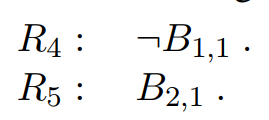 R₄ : ¬B₁,₁ .
R₅ : B₂,₁ .